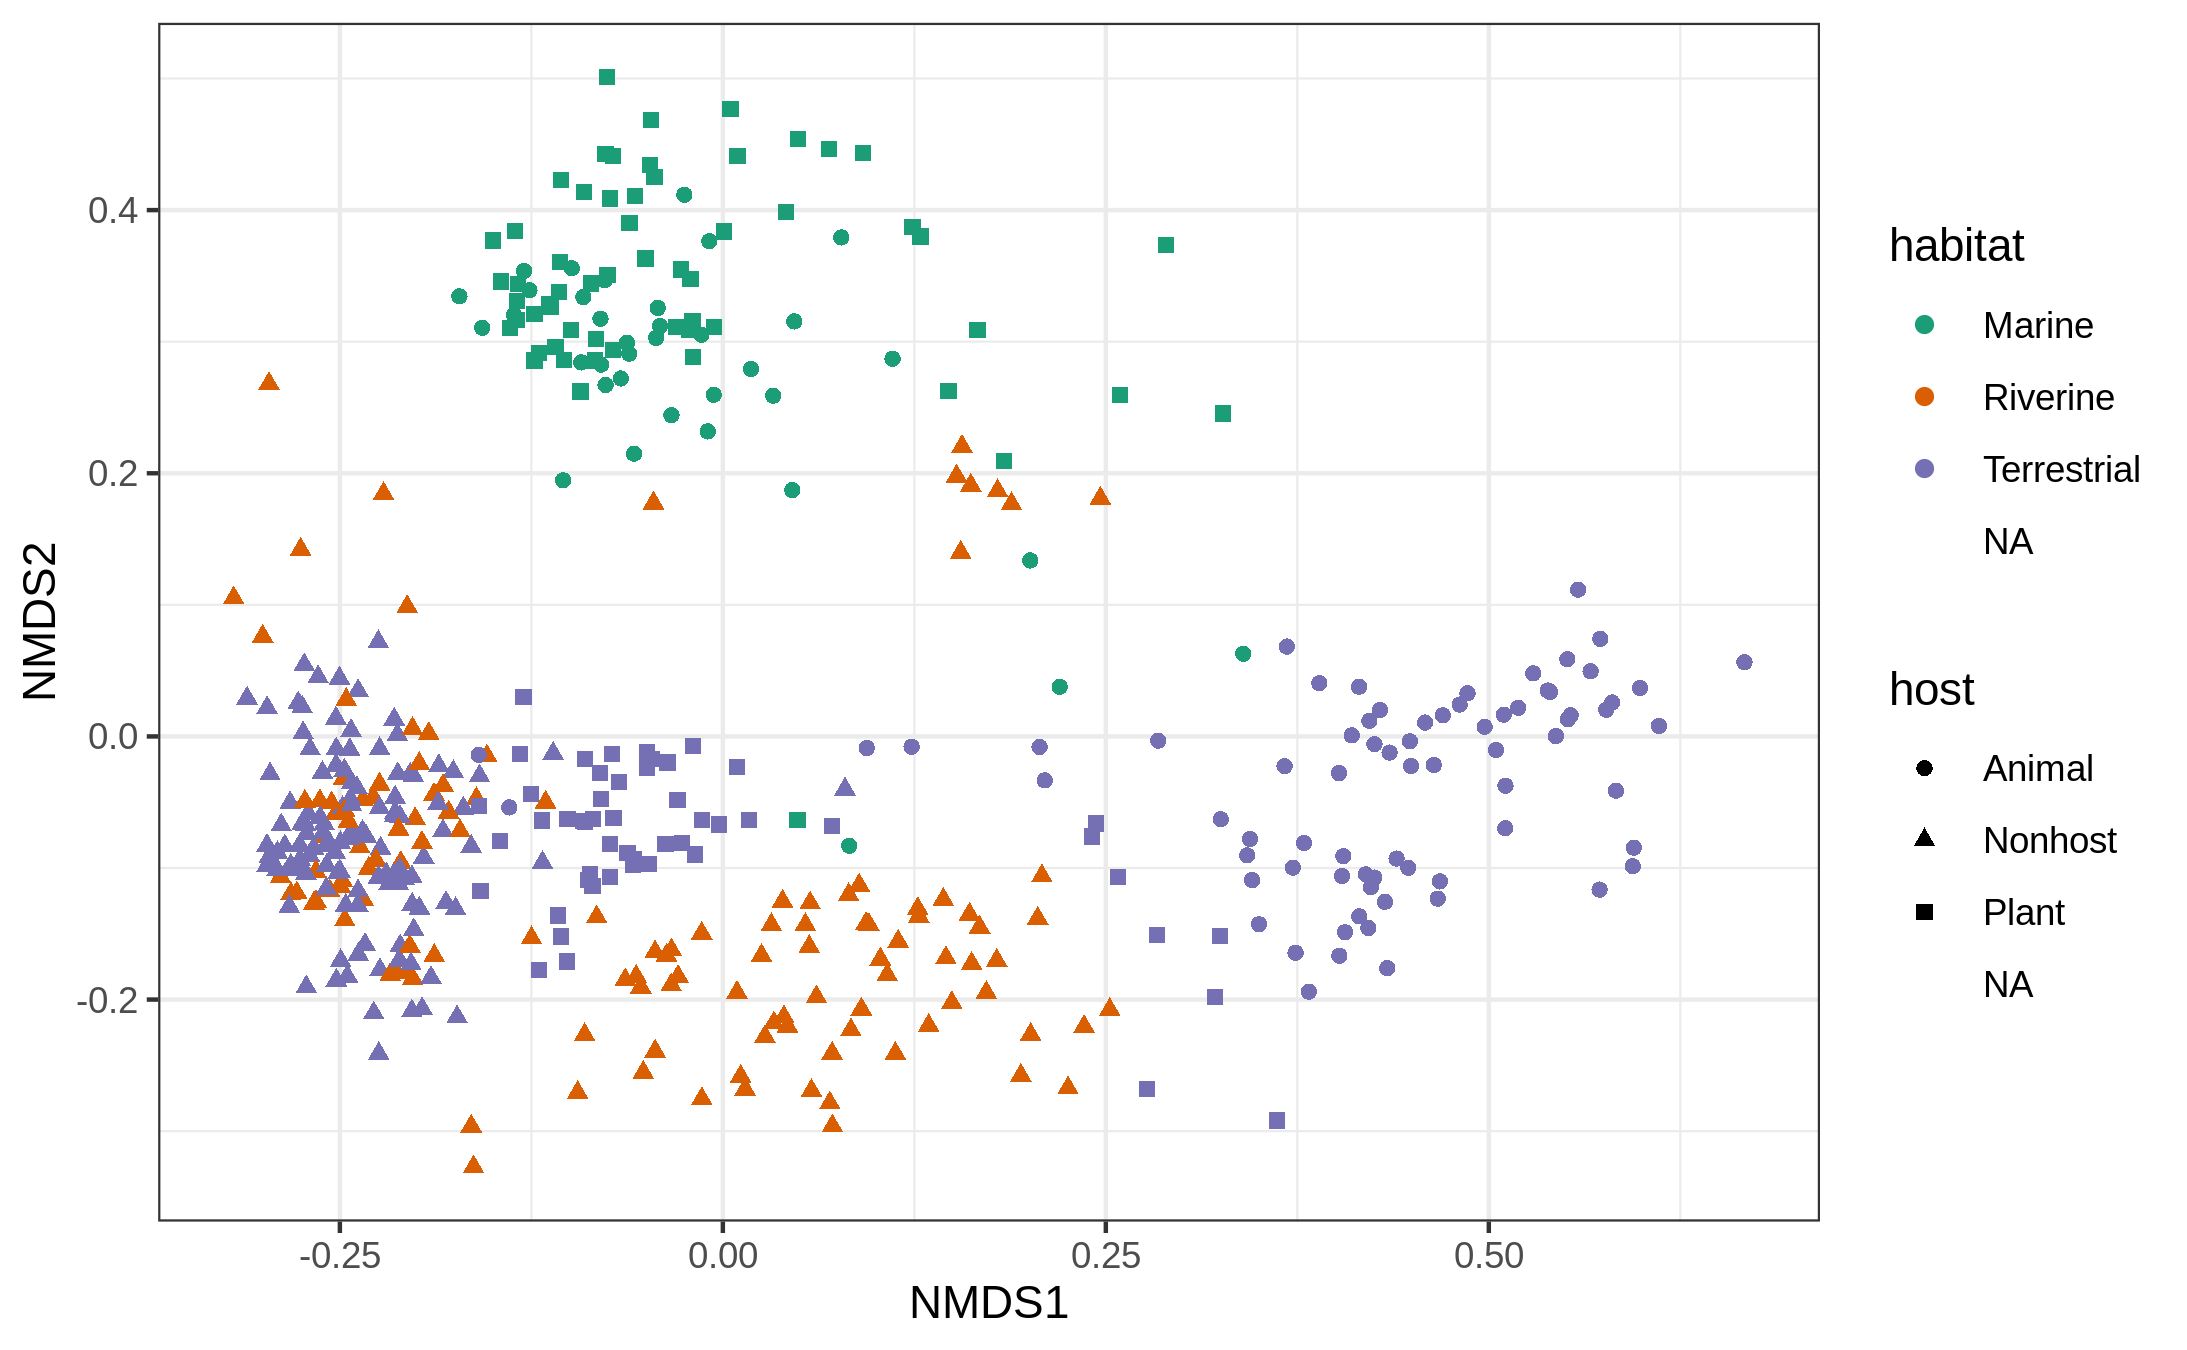 NMDS2
0.4
0.2
0.0
-0.2
-0.25
0.00
0.25
0.50
NMDS1
habitat
Marine
Riverine
Terrestrial
NA
host
Animal
Nonhost
Plant
NA